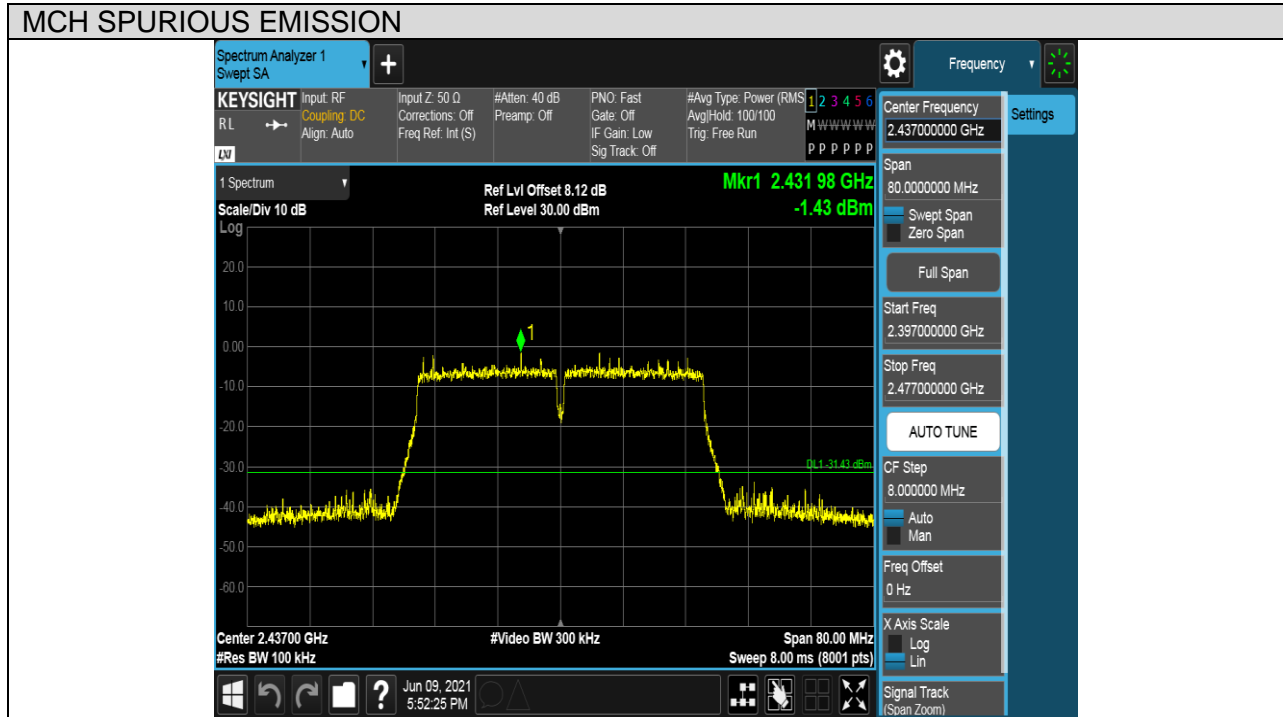 MCH SPURIOUS EMISSION
Spectrum Analyzer 1
Swept SA
+
Frequency
KEYSIGHT
RL
LXI
Input: RF
Coupling: DC
Align: Auto
Input Z: 50 Ω
Corrections: Off
Freq Ref: Int (S)
#Atten: 40 dB
Preamp: Off
PNO: Fast
Gate: Off
IF Gain: Low
Sig Track: Off
#Avg Type: Power (RMS
Avg|Hold: 100/100
Trig: Free Run
1 2 3 4 5 6
M W W W W W
P P P P P P
1 Spectrum
Scale/Div 10 dB
Log
Ref Lvl Offset 8.12 dB
Ref Level 30.00 dBm
Mkr1 2.431 98 GHz
-1.43 dBm
20.0
10.0
0.00
-10.0
-20.0
-30.0
-40.0
-50.0
-60.0
1
DL1 -31.43 dBm
Center 2.43700 GHz
#Res BW 100 kHz
#Video BW 300 kHz
Span 80.00 MHz
Sweep 8.00 ms (8001 pts)
Center Frequency
2.437000000 GHz
Settings
Span
80.0000000 MHz
Swept Span
Zero Span
Full Span
Start Freq
2.397000000 GHz
Stop Freq
2.477000000 GHz
AUTO TUNE
CF Step
8.000000 MHz
Auto
Man
Freq Offset
0 Hz
X Axis Scale
Log
Lin
Signal Track
(Span Zoom)
?
Jun 09, 2021
5:52:25 PM